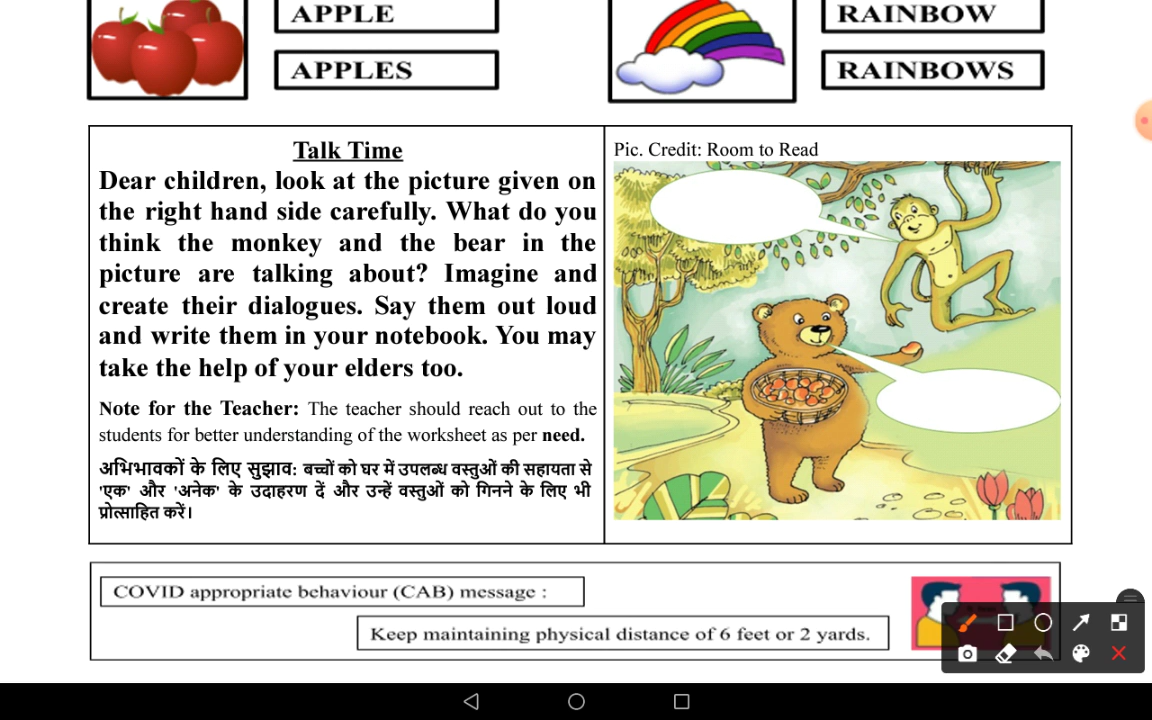 APPLE
RAINBOW
APPLES
RAINBOWS
Talk Time
Dear children, look at the picture given on
the right hand side carefully. What do you
think the monkey and the bear in the
picture are talking about? Imagine and
create their dialogues. Say them out loud
and write them in your notebook. You may
take the help of your elders too.
Note for the Teacher: The teacher should reach out to the
students for better understanding of the worksheet as per need.
अभिभावकों के लिए सुझाव: बच्चों को घर में उपलब्ध वस्तुओं की सहायता से
'एक' और 'अनेक' के उदाहरण दें और उन्हें वस्तुओं को गिनने के लिए भी
प्रोत्साहित करें।
Pic. Credit: Room to Read
COVID appropriate behaviour (CAB) message :
Keep maintaining physical distance of 6 feet or 2 yards.